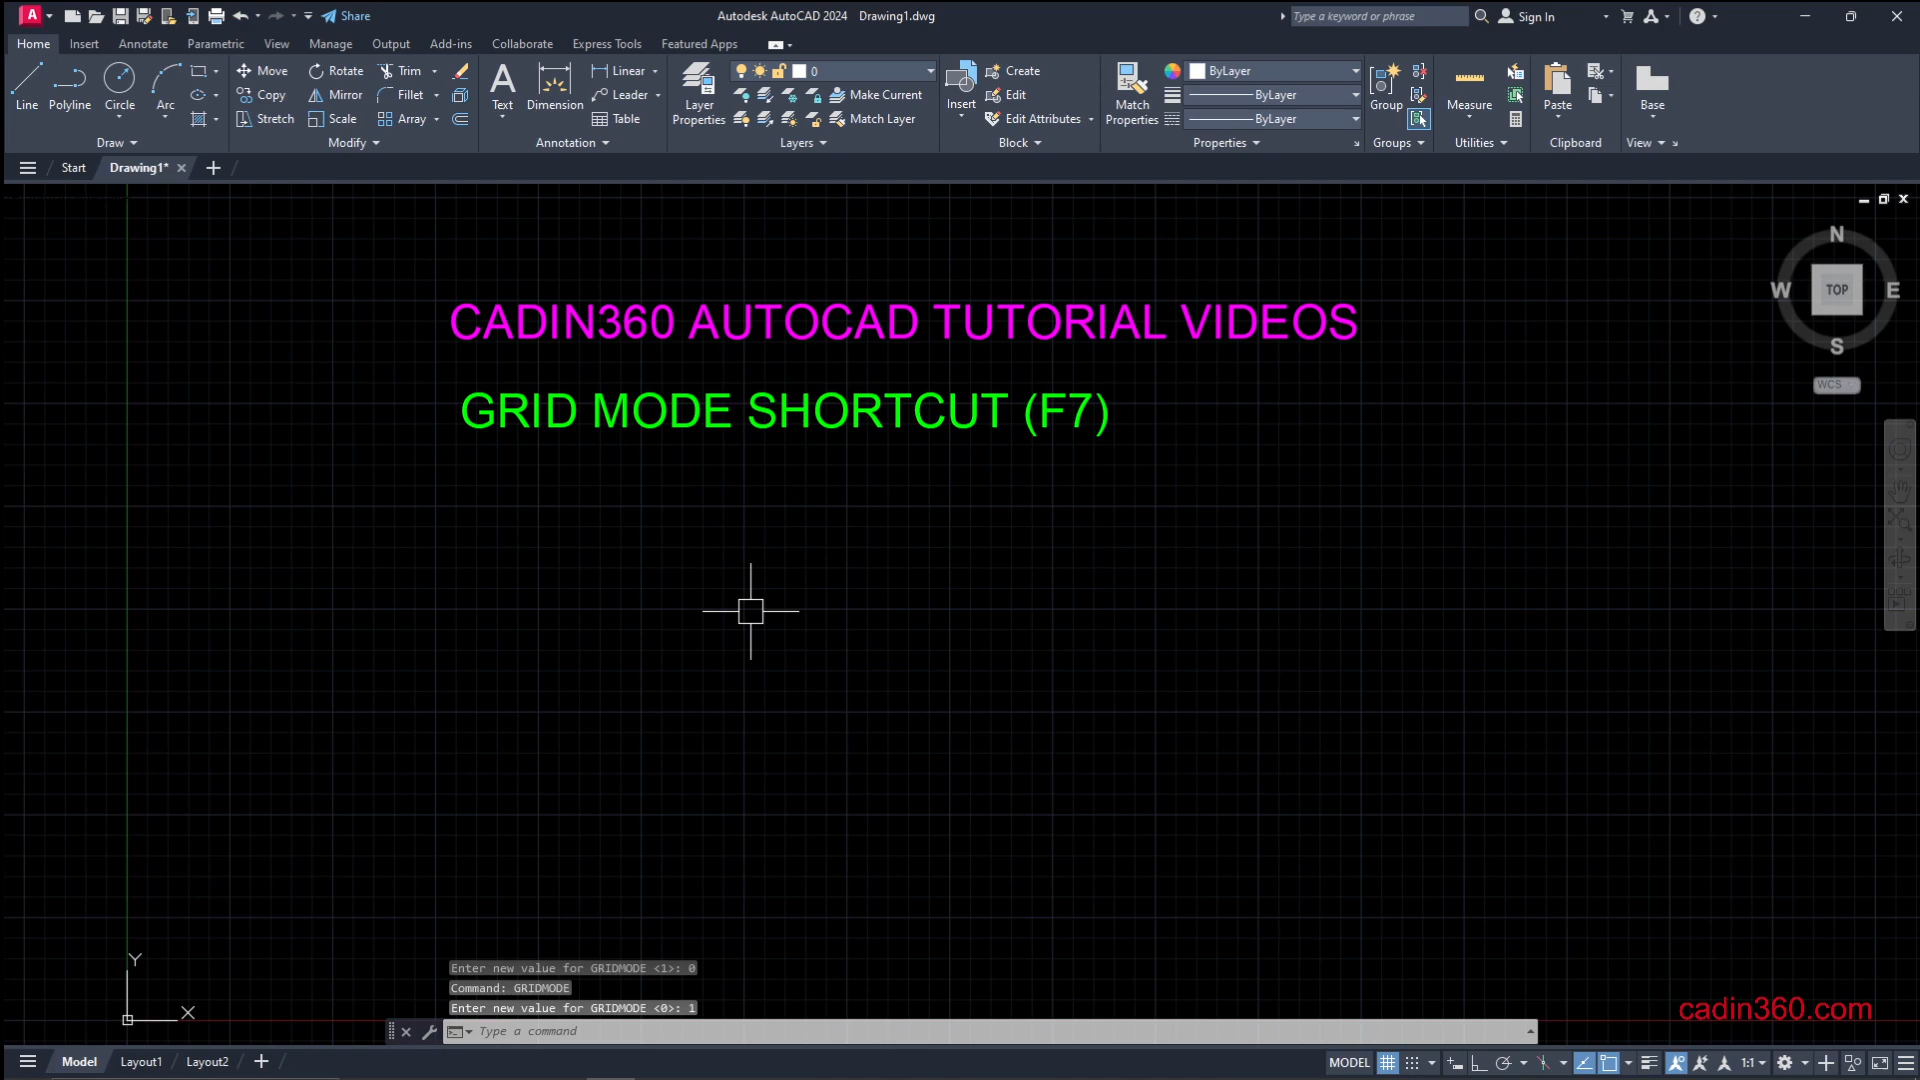 A Share Autodesk AutoCAD 2024 Drawing1.dwg Type a keyword or phrase Sign In
Home Insert Annotate Parametric View Manage Output Add-ins Collaborate Express Tools Featured Apps
Line Polyline Circle Arc
Move Rotate Trim
Copy Mirror Fillet
Stretch Scale Array
A Text Dimension
Linear
Leader
Table
Layer Properties
0
Make Current
Match Layer
Insert
Create
Edit
Edit Attributes
Match Properties
ByLayer
ByLayer
ByLayer
Group
Measure
Paste
Base
Draw Modify Annotation Layers Block Properties Groups Utilities Clipboard View
Start Drawing1* 
N
W TOP E
S
WCS
CADIN360 AUTOCAD TUTORIAL VIDEOS
GRID MODE SHORTCUT (F7)
Y
X
Enter new value for GRIDMODE <1>: 0
Command: GRIDMODE
Enter new value for GRIDMODE <0>: 1
Type a command
cadin360.com
Model Layout1 Layout2 MODEL 1:1